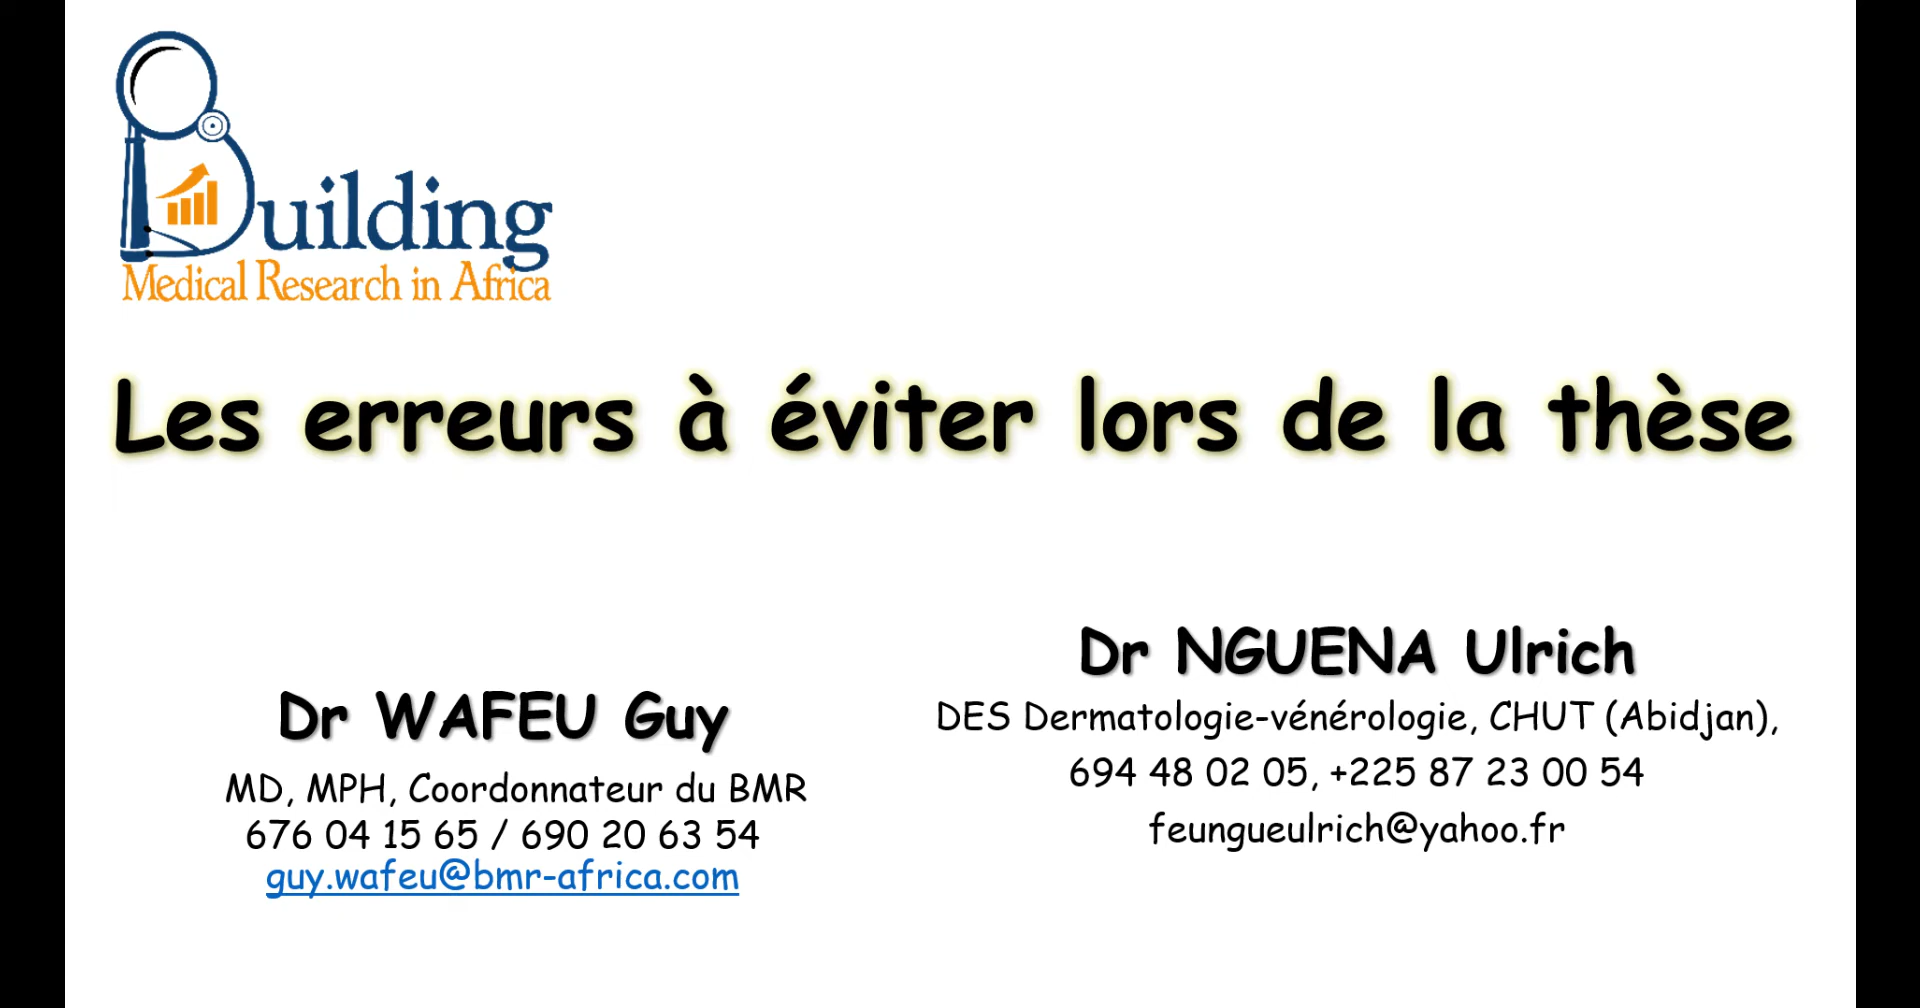 Building
Medical Research in Africa
Les erreurs à éviter lors de la thèse
Dr WAFEU Guy
MD, MPH, Coordonnateur du BMR
676 04 15 65 / 690 20 63 54
guy.wafeu@bmr-africa.com
Dr NGUENA Ulrich
DES Dermatologie-vénérologie, CHUT (Abidjan),
694 48 02 05, +225 87 23 00 54
feungueulrich@yahoo.fr